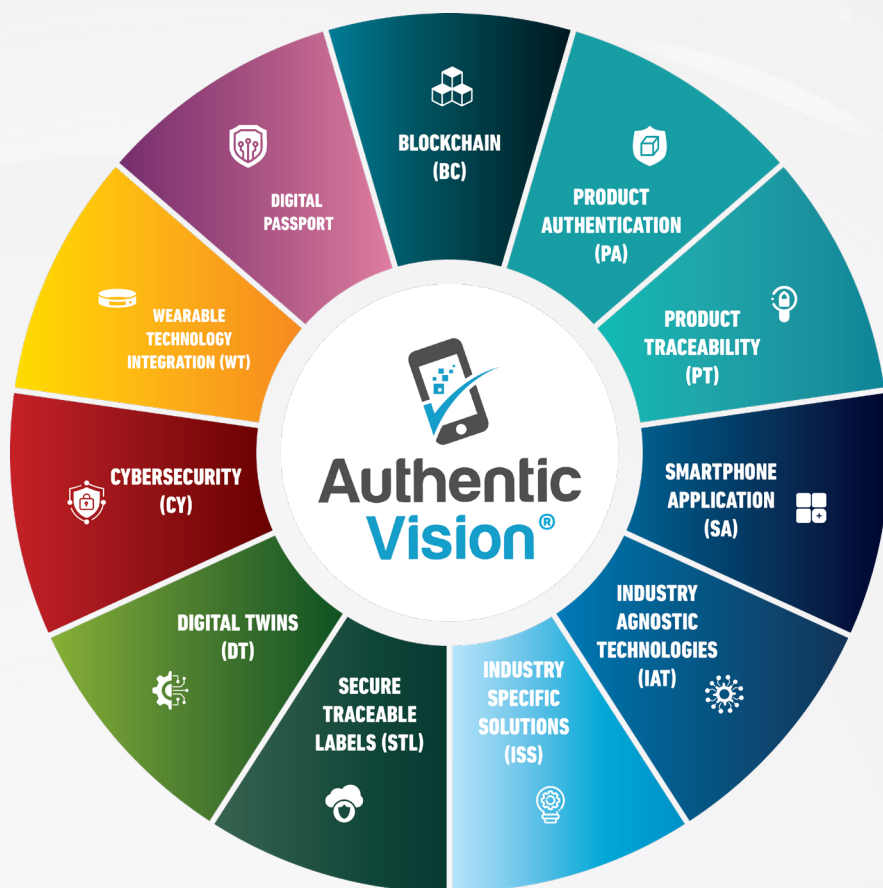 BLOCKCHAIN
(BC)
PRODUCT
AUTHENTICATION
(PA)
PRODUCT
TRACEABILITY
(PT)
SMARTPHONE
APPLICATION
(SA)
INDUSTRY
AGNOSTIC
TECHNOLOGIES
(IAT)
INDUSTRY
SPECIFIC
SOLUTIONS
(ISS)
SECURE
TRACEABLE
LABELS (STL)
DIGITAL TWINS
(DT)
CYBERSECURITY
(CY)
WEARABLE
TECHNOLOGY
INTEGRATION (WT)
DIGITAL
PASSPORT
Authentic
Vision®